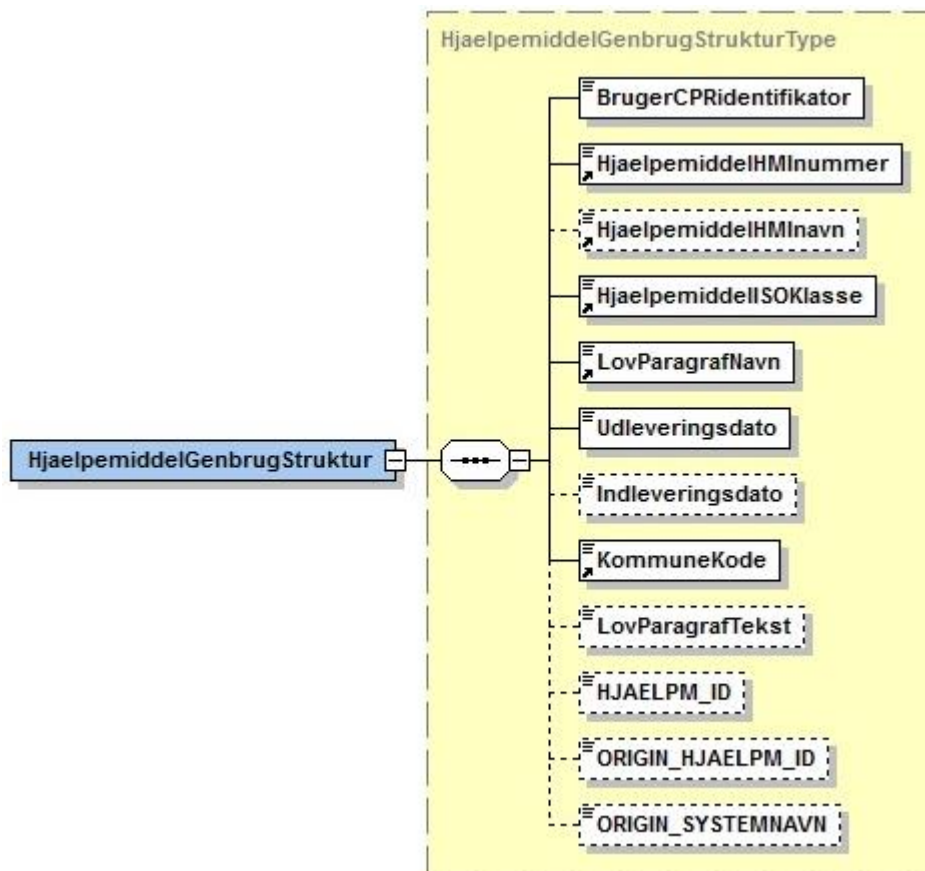 HjaelpemiddelGenbrugStrukturType
BrugerCPRidentifikator
HjaelpemiddelHMInummer
HjaelpemiddelHMInavn
HjaelpemiddelISOKlasse
LovParagrafNavn
Udleveringsdato
HjaelpemiddelGenbrugStruktur
Indleveringsdato
KommuneKode
LovParagrafTekst
HJAELPM_ID
ORIGIN_HJAELPM_ID
ORIGIN_SYSTEMNAVN